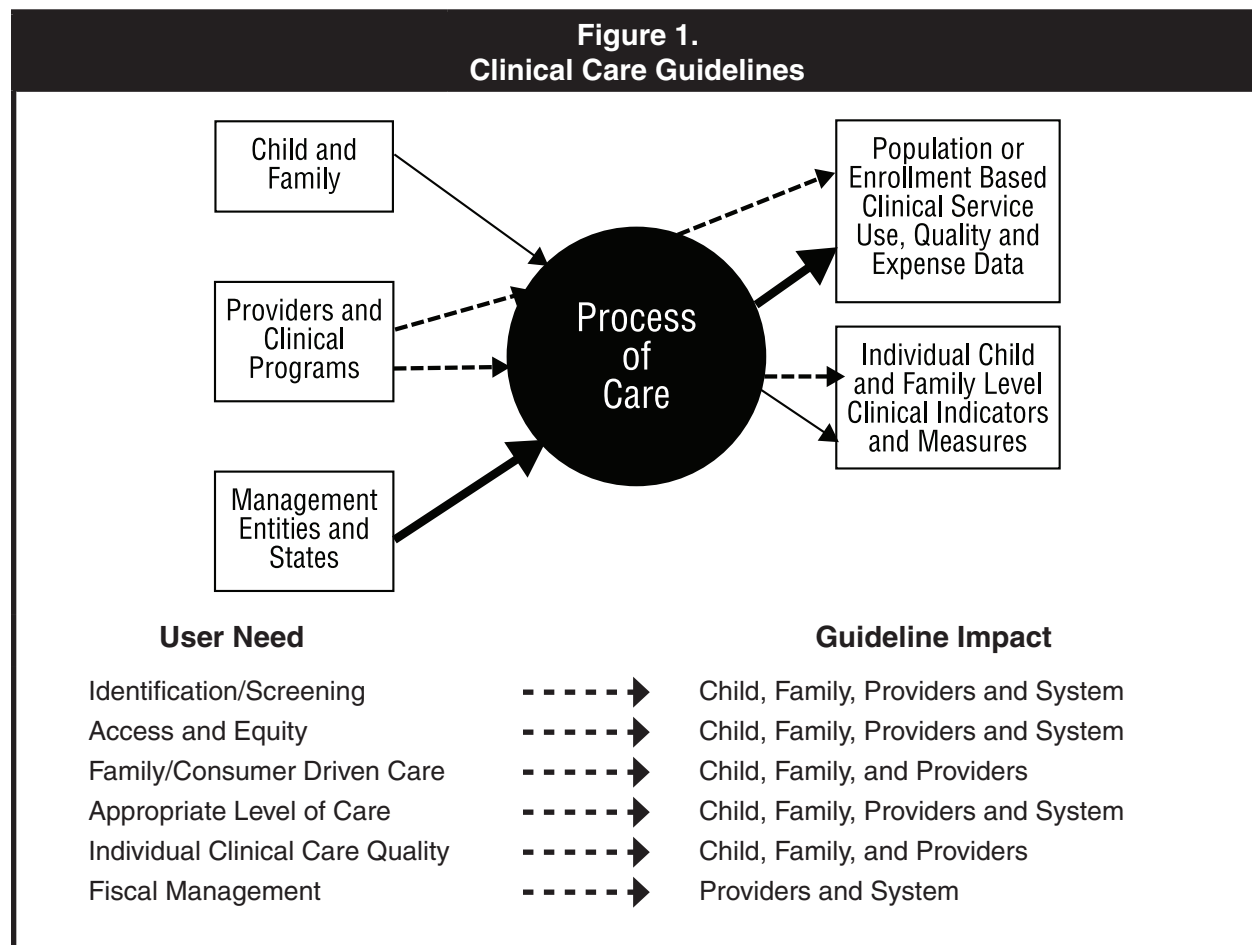 Figure 1.
Clinical Care Guidelines
Child and
Family
Providers and
Clinical
Programs
Management
Entities and
States
Process
of
Care
Population or
Enrollment Based
Clinical Service
Use, Quality and
Expense Data
Individual Child
and Family Level
Clinical Indicators
and Measures
User Need
Guideline Impact
Identification/Screening
Child, Family, Providers and System
Access and Equity
Child, Family, Providers and System
Family/Consumer Driven Care
Child, Family, and Providers
Appropriate Level of Care
Child, Family, Providers and System
Individual Clinical Care Quality
Child, Family, and Providers
Fiscal Management
Providers and System